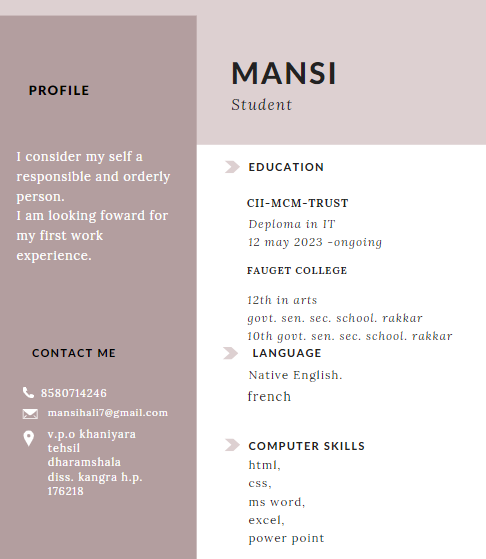 PROFILE
I consider my self a
responsible and orderly
person.
I am looking foward for
my first work
experience.
CONTACT ME
8580714246
mansihali7@gmail.com
v.p.o khaniyara
tehsil
dharamshala
diss. kangra h.p.
176218
MANSI
Student
EDUCATION
CII-MCM-TRUST
Deploma in IT
12 may 2023 -ongoing
FAUGET COLLEGE
12th in arts
govt. sen. sec. school. rakkar
10th govt. sen. sec. school. rakkar
LANGUAGE
Native English.
french
COMPUTER SKILLS
html,
css,
ms word,
excel,
power point